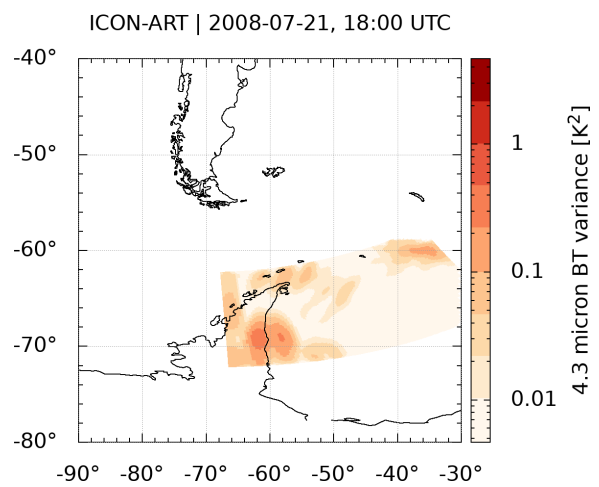 ICON-ART | 2008-07-21, 18:00 UTC
-40°
-50°
-60°
-70°
-80°
-90° -80° -70° -60° -50° -40° -30°
1
0.1
0.01
4.3 micron BT variance [K²]